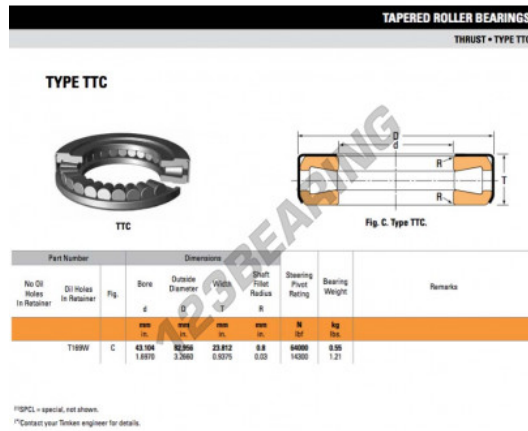 TAPERED ROLLER BEARINGS
THRUST • TYPE TTC
TYPE TTC
D
d
R
T
R
TTC
Fig. C. Type TTC.
123BEARING
Part Number Dimensions
No Oil Holes In Retainer Oil Holes In Retainer Fig. Bore Outside Diameter Width Shaft Fillet Radius Steering Pivot Rating Bearing Weight Remarks
d D T R
mm mm mm mm N kg
in. in. in. in. lbf lbs.
T169W C 43.104 82.956 23.812 0.8 64000 0.55
1.6970 3.2660 0.9375 0.03 14300 1.21
SPCL = special, not shown.
Contact your Timken engineer for details.